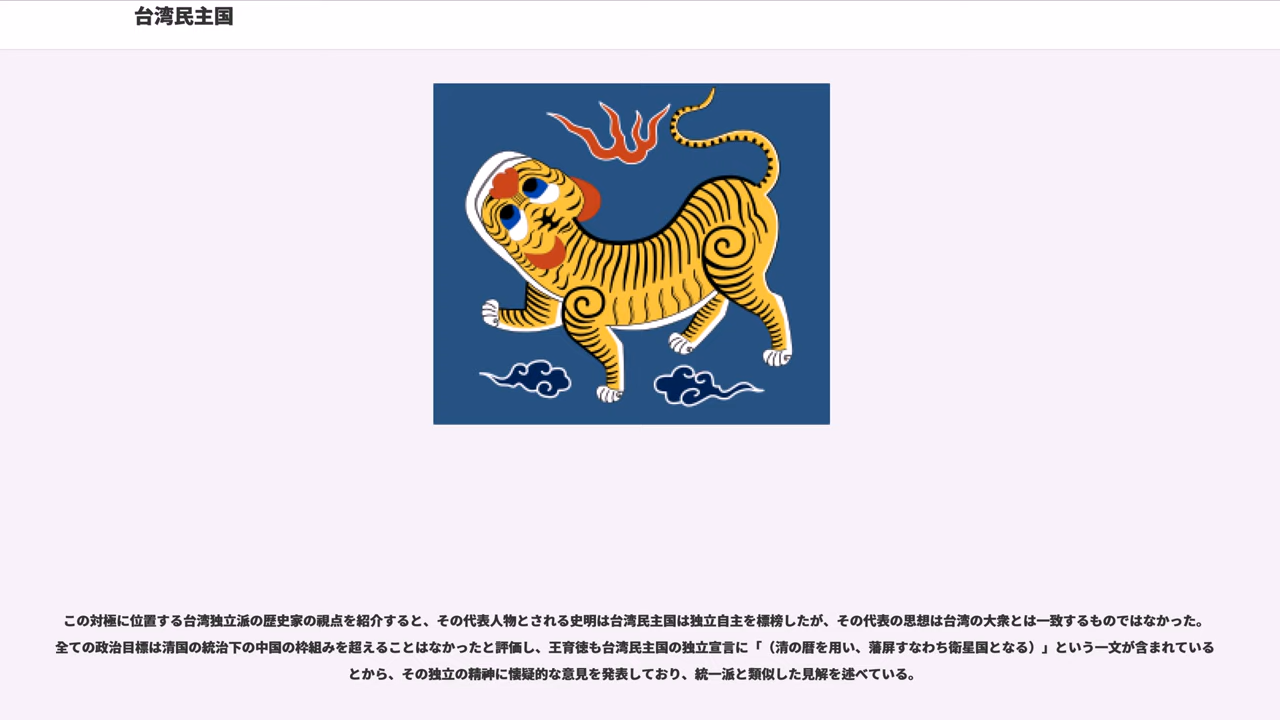 台湾民主国
この対極に位置する台湾独立派の歴史家の視点を紹介すると、その代表人物とされる史明は台湾民主国は独立自主を標榜したが、その代表の思想は台湾の大衆とは一致するものではなかった。
全ての政治目標は清国の統治下の中国の枠組みを超えることはなかったと評価し、王育徳も台湾民主国の独立宣言に「（清の暦を用い、藩屏すなわち衛星国となる）」という一文が含まれている
とから、その独立の精神に懐疑的な意見を発表しており、統一派と類似した見解を述べている。